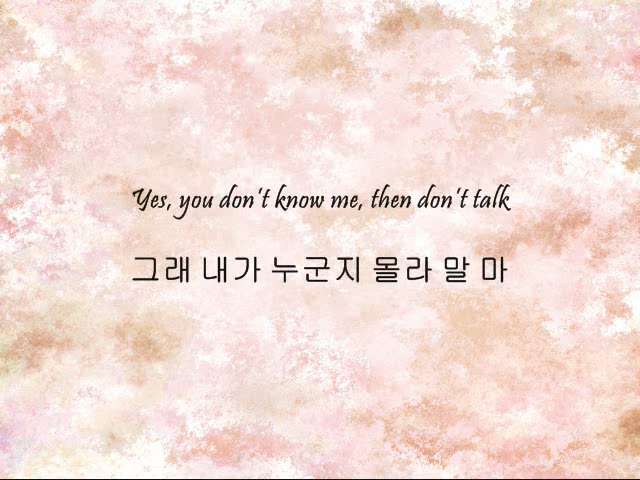 Yes, you don't know me, then don't talk
그래 내가 누군지 몰라 말 마